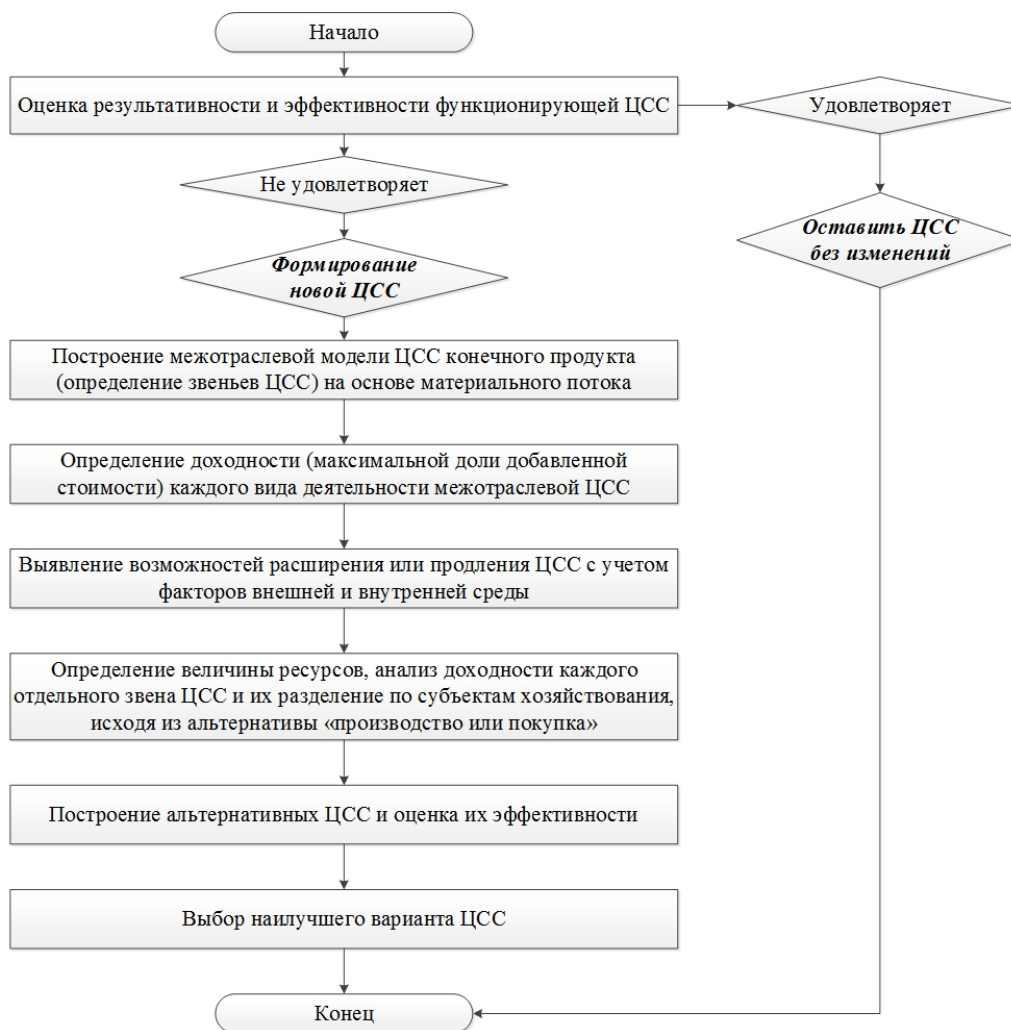 Начало
Оценка результативности и эффективности функционирующей ЦСС
Удовлетворяет
Не удовлетворяет
Оставить ЦСС
без изменений
Формирование
новой ЦСС
Построение межотраслевой модели ЦСС конечного продукта
(определение звеньев ЦСС) на основе материального потока
Определение доходности (максимальной доли добавленной
стоимости) каждого вида деятельности межотраслевой ЦСС
Выявление возможностей расширения или продления ЦСС с учетом
факторов внешней и внутренней среды
Определение величины ресурсов, анализ доходности каждого
отдельного звена ЦСС и их разделение по субъектам хозяйствования,
исходя из альтернативы «производство или покупка»
Построение альтернативных ЦСС и оценка их эффективности
Выбор наилучшего варианта ЦСС
Конец